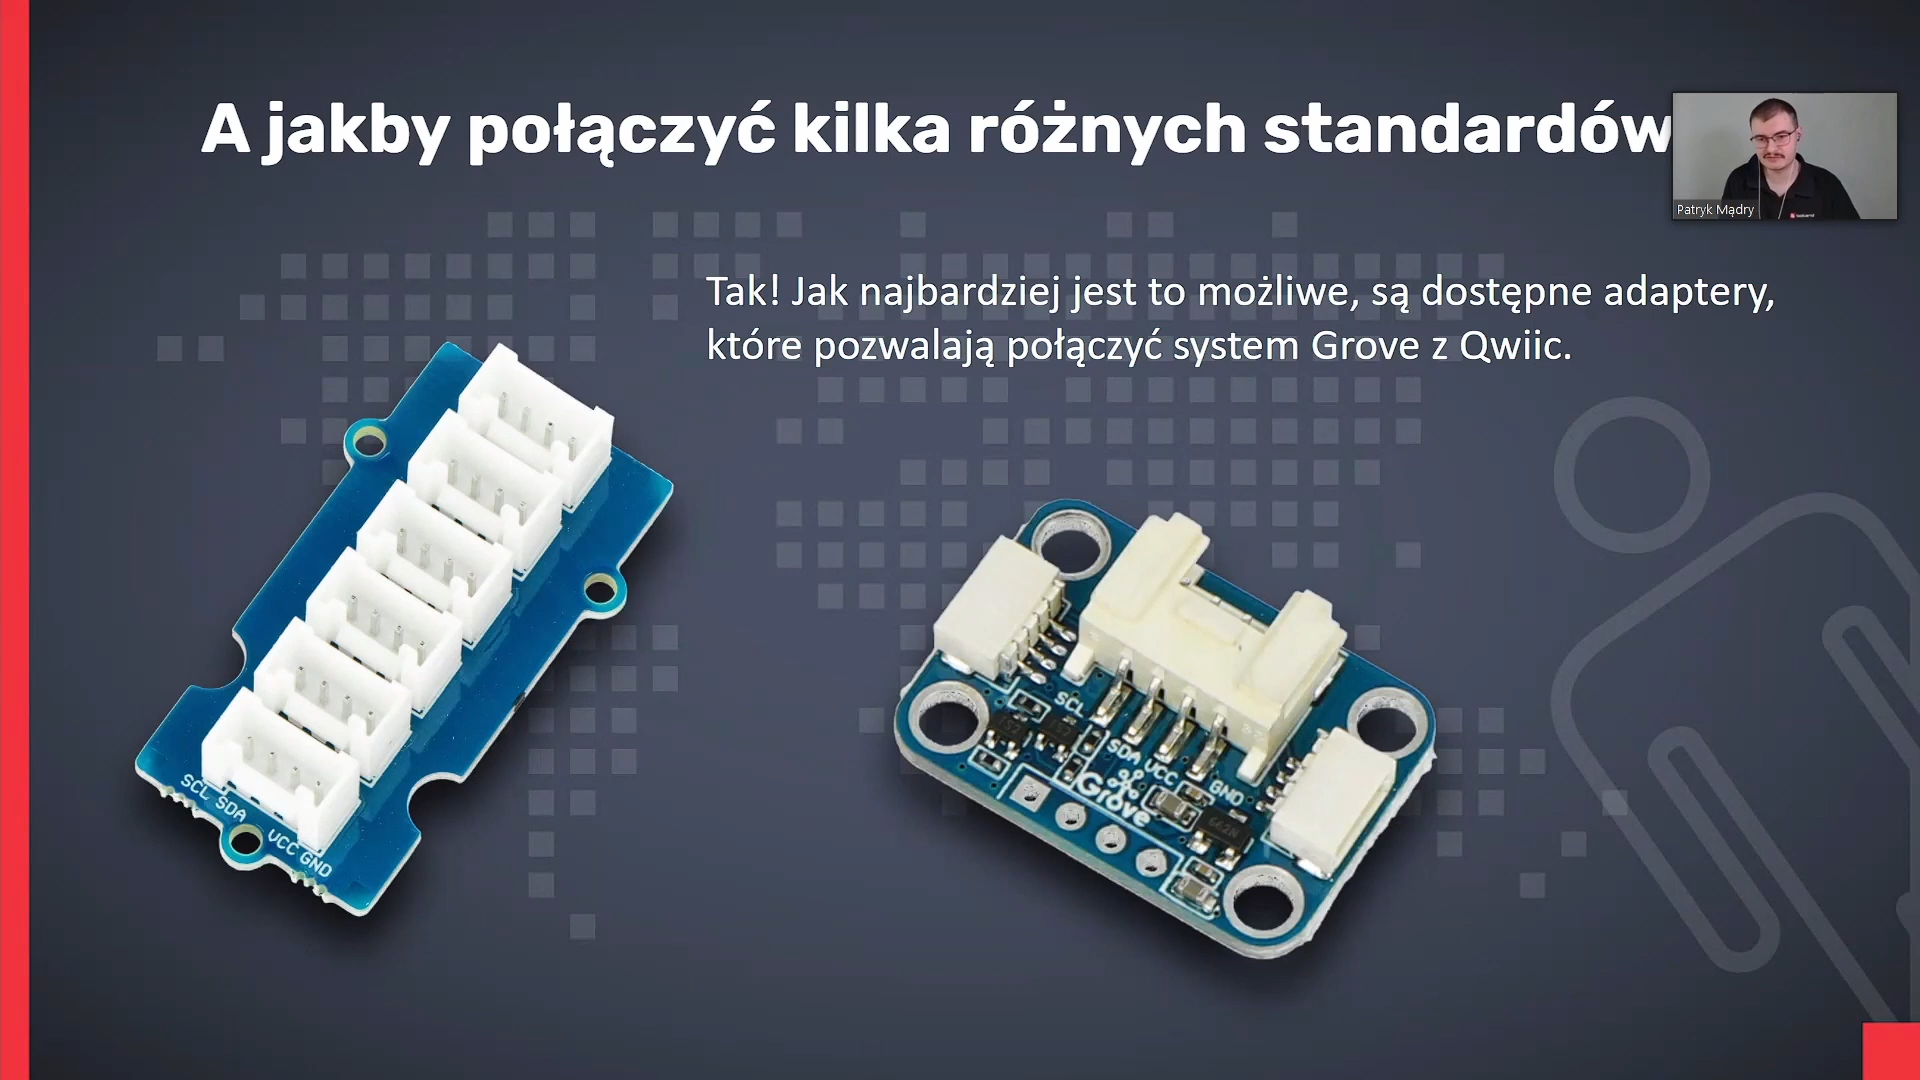 A jakby połączyć kilka różnych standardów
Patryk Mądry
Tak! Jak najbardziej jest to możliwe, są dostępne adaptery,
które pozwalają połączyć system Grove z Qwiic.
SCL SDA VCC GND
SCL SDA VCC GND
Grove
662N